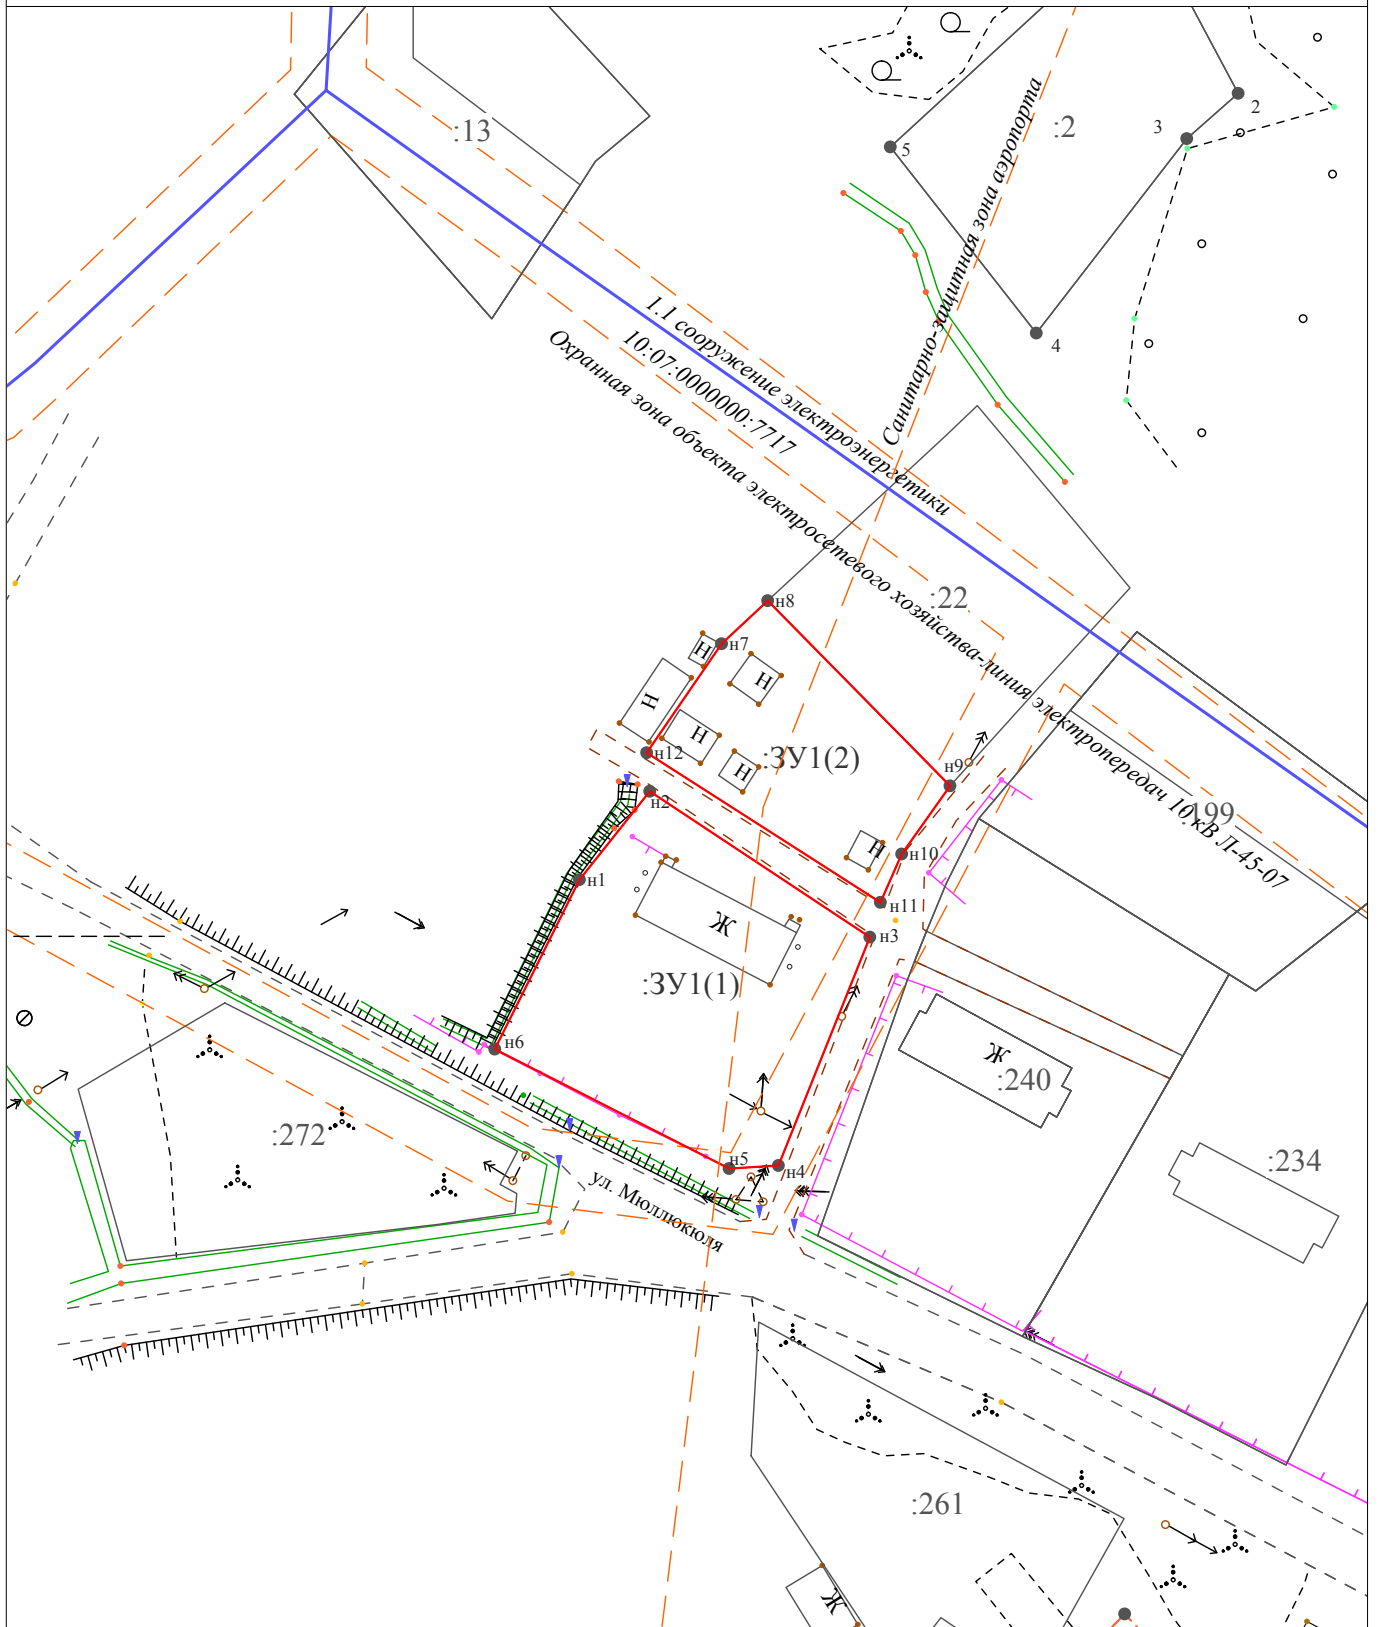 :13
:2
2
3
5
4
Санитарно-защитная зона аэропорта
1.1 сооружение электроэнергетики
10:07:0000000:7717
Охранная зона объекта электросетевого хозяйства-линия электропередач 10 кВ Л-45-07
:22
н8
н7
Н
Н
Н
Н
Н
н12
:ЗУ1(2)
н9
:199
н2
Н
н10
н1
н11
н3
Ж
:ЗУ1(1)
н6
Ж
:240
:272
н5
н4
:234
ул. Мюллюкюля
:261
Ж